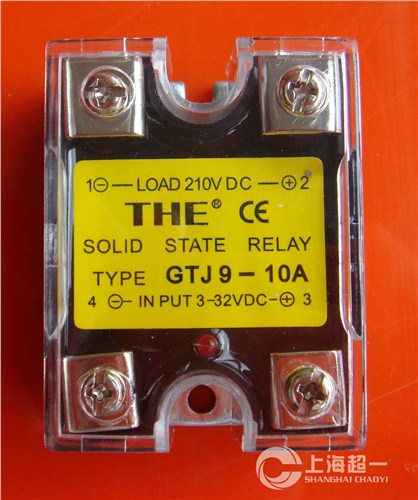 1⊖—LOAD 210V DC—⊕2
THE® CE
SOLID STATE RELAY
TYPE GTJ9-10A
4 ⊖-IN PUT 3-32VDC-⊕ 3
上海超一
SHANGHAI CHAOYI